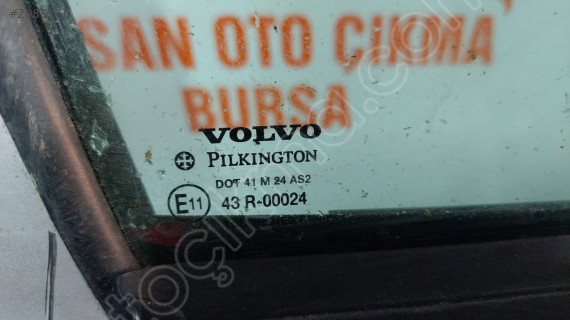 SAN OTO ÇIKMA
BURSA
VOLVO
PILKINGTON
DOT 41 M 24 AS2
E11 43 R-00024